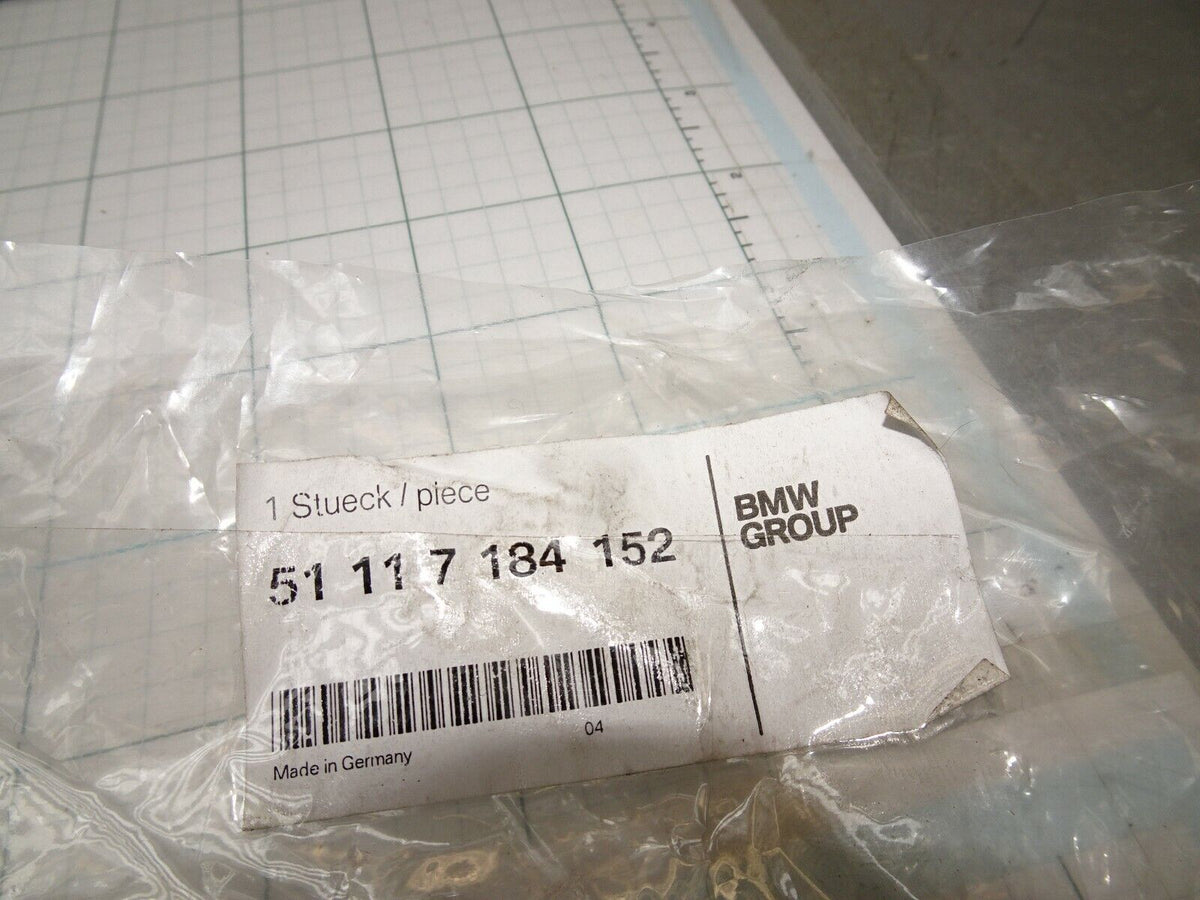 1 Stueck / piece
51 11 7 184 152
04
Made in Germany
BMW
GROUP